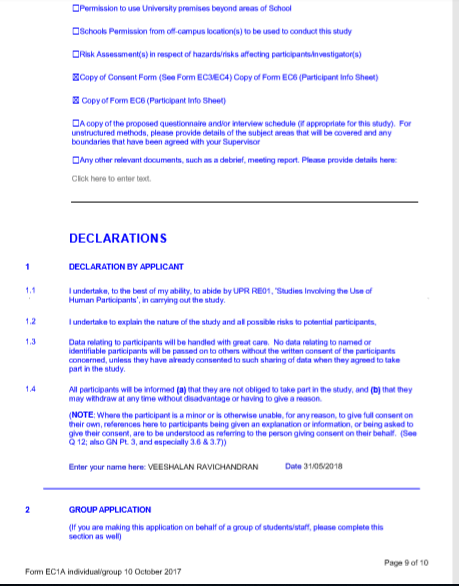 ☐Permission to use University premises beyond areas of School
☐Schools Permission from off-campus location(s) to be used to conduct this study
☐Risk Assessment(s) in respect of hazards/risks affecting participants/investigator(s)
☒Copy of Consent Form (See Form EC3/EC4) Copy of Form EC6 (Participant Info Sheet)
☒ Copy of Form EC6 (Participant Info Sheet)
☐A copy of the proposed questionnaire and/or interview schedule (if appropriate for this study). For
unstructured methods, please provide details of the subject areas that will be covered and any
boundaries that have been agreed with your Supervisor
☐Any other relevant documents, such as a debrief, meeting report. Please provide details here:
Click here to enter text.
DECLARATIONS
1 DECLARATION BY APPLICANT
1.1 I undertake, to the best of my ability, to abide by UPR RE01, 'Studies Involving the Use of
Human Participants', in carrying out the study.
1.2 I undertake to explain the nature of the study and all possible risks to potential participants,
1.3 Data relating to participants will be handled with great care. No data relating to named or
identifiable participants will be passed on to others without the written consent of the participants
concerned, unless they have already consented to such sharing of data when they agreed to take
part in the study.
1.4 All participants will be informed (a) that they are not obliged to take part in the study, and (b) that they
may withdraw at any time without disadvantage or having to give a reason.
(NOTE: Where the participant is a minor or is otherwise unable, for any reason, to give full consent on
their own, references here to participants being given an explanation or information, or being asked to
give their consent, are to be understood as referring to the person giving consent on their behalf. (See
Q 12; also GN Pt. 3, and especially 3.6 & 3.7))
Enter your name here: VEESHALAN RAVICHANDRAN Date 31/05/2018
2 GROUP APPLICATION
(If you are making this application on behalf of a group of students/staff, please complete this
section as well)
Page 9 of 10
Form EC1A individual/group 10 October 2017